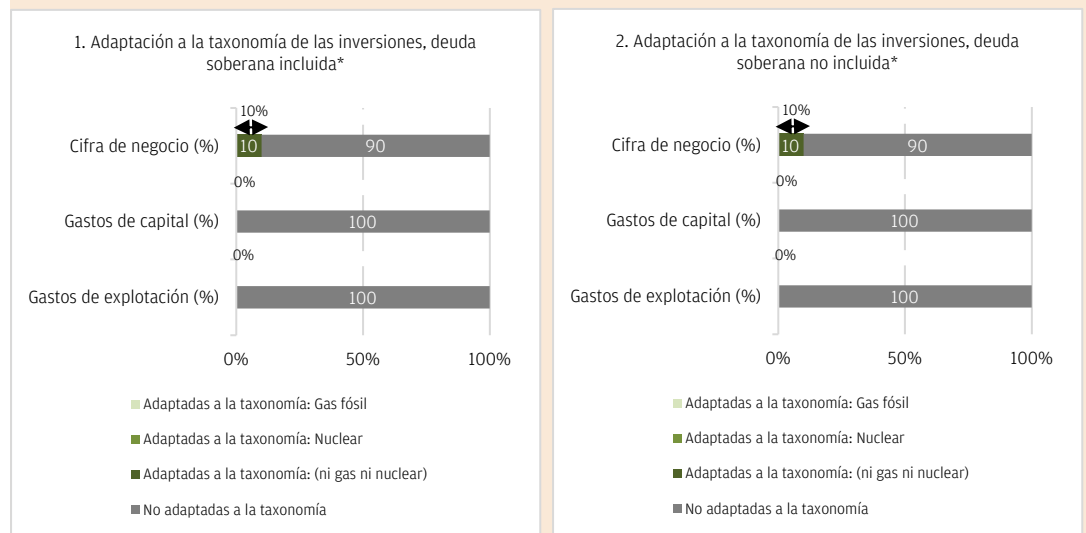 1. Adaptación a la taxonomía de las inversiones, deuda
soberana incluida*
10%
Cifra de negocio (%)
10
90
0%
Gastos de capital (%)
100
0%
Gastos de explotación (%)
100
0%
50%
100%
Adaptadas a la taxonomía: Gas fósil
Adaptadas a la taxonomía: Nuclear
Adaptadas a la taxonomía: (ni gas ni nuclear)
No adaptadas a la taxonomía
2. Adaptación a la taxonomía de las inversiones, deuda
soberana no incluida*
10%
Cifra de negocio (%)
10
90
0%
Gastos de capital (%)
100
0%
Gastos de explotación (%)
100
0%
50%
100%
Adaptadas a la taxonomía: Gas fósil
Adaptadas a la taxonomía: Nuclear
Adaptadas a la taxonomía: (ni gas ni nuclear)
No adaptadas a la taxonomía